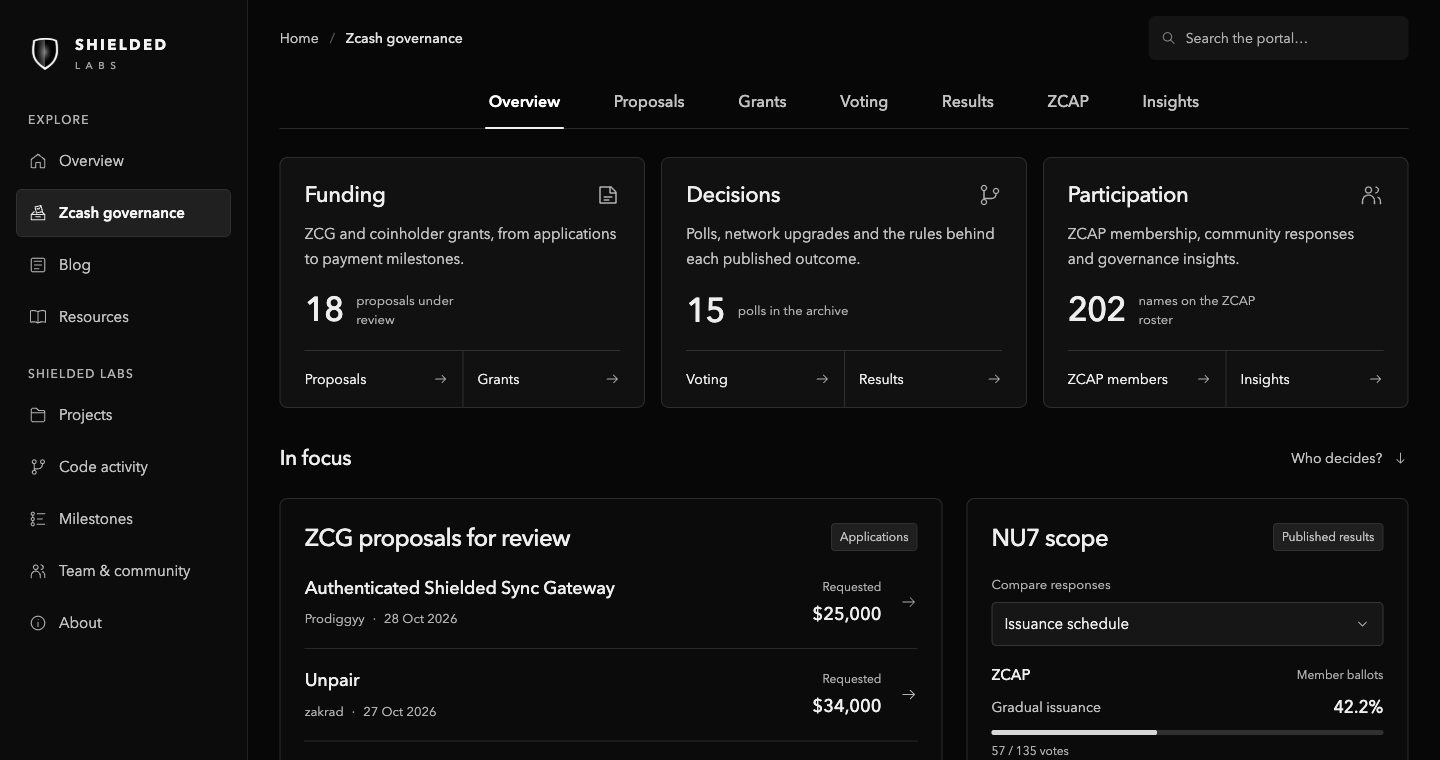 SHIELDED
LABS
EXPLORE
Overview
Zcash governance
Blog
Resources
SHIELDED LABS
Projects
Code activity
Milestones
Team & community
About
Home / Zcash governance
Search the portal...
Overview
Proposals
Grants
Voting
Results
ZCAP
Insights
Funding
ZCG and coinholder grants, from applications
to payment milestones.
18
proposals under
review
Proposals
Grants
Decisions
Polls, network upgrades and the rules behind
each published outcome.
15
polls in the archive
Voting
Results
Participation
ZCAP membership, community responses
and governance insights.
202
names on the ZCAP
roster
ZCAP members
Insights
In focus
Who decides?
ZCG proposals for review
Applications
Authenticated Shielded Sync Gateway
Prodiggyy · 28 Oct 2026
Requested
$25,000
Unpair
zakrad · 27 Oct 2026
Requested
$34,000
NU7 scope
Published results
Compare responses
Issuance schedule
ZCAP
Member ballots
Gradual issuance
42.2%
57 / 135 votes